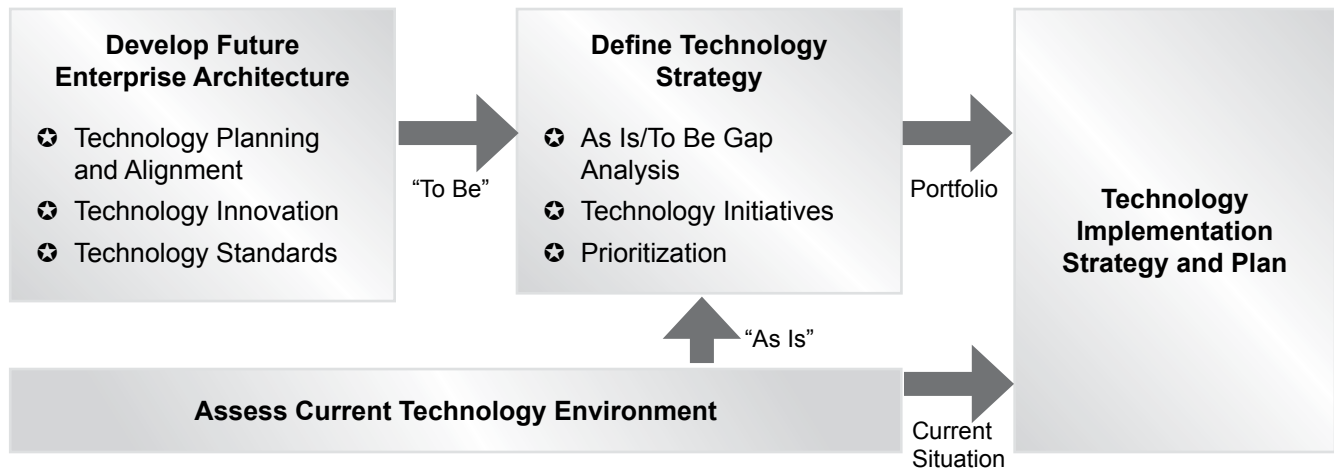 Develop Future
Enterprise Architecture
✪ Technology Planning
and Alignment
✪ Technology Innovation
✪ Technology Standards
“To Be”
Define Technology
Strategy
✪ As Is/To Be Gap
Analysis
✪ Technology Initiatives
✪ Prioritization
Portfolio
Technology
Implementation
Strategy and Plan
“As Is”
Assess Current Technology Environment
Current
Situation